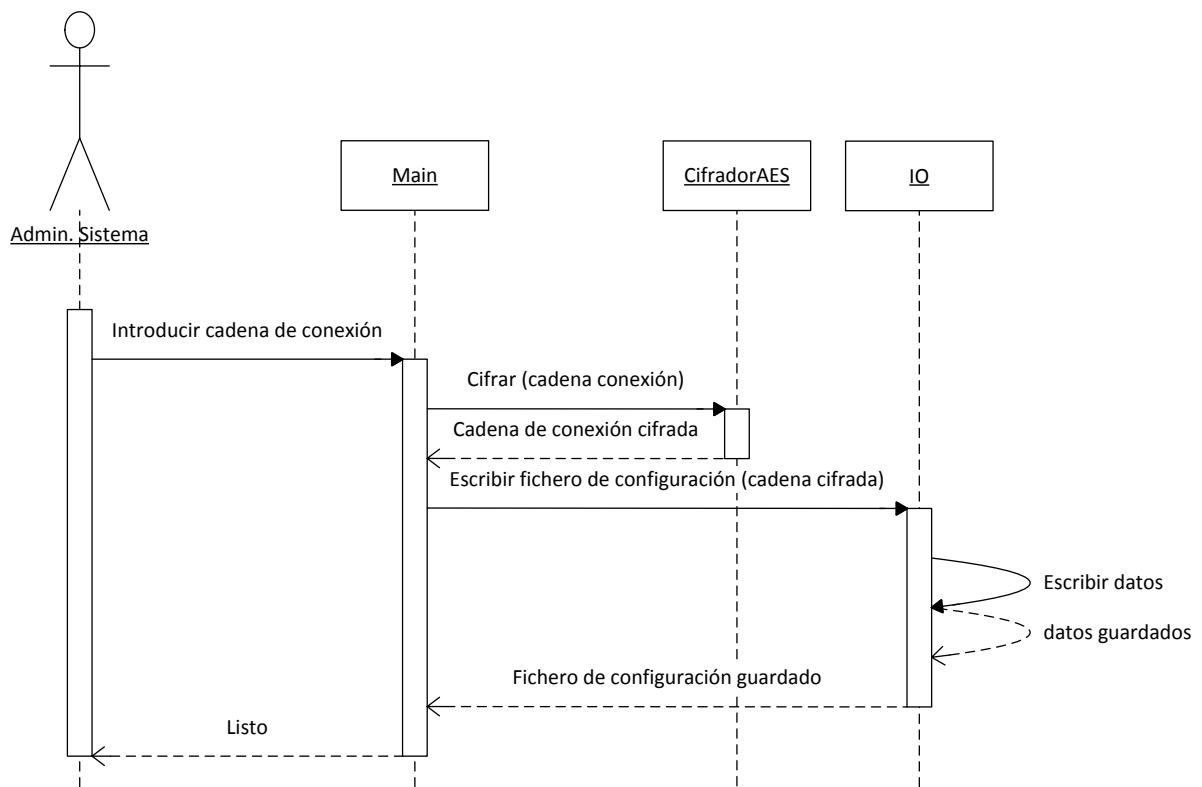 Main
CifradorAES
IO
Admin. Sistema
Introducir cadena de conexión
Cifrar (cadena conexión)
Cadena de conexión cifrada
Escribir fichero de configuración (cadena cifrada)
Escribir datos
datos guardados
Fichero de configuración guardado
Listo